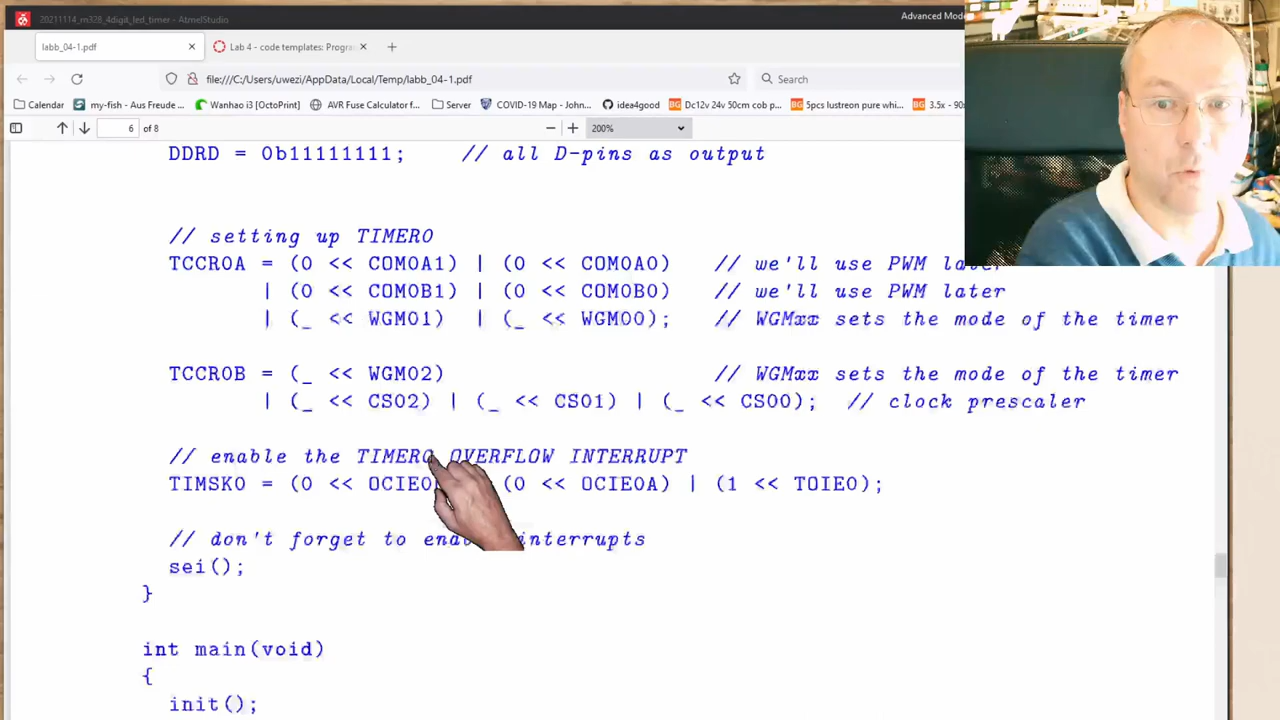 20211114_m328_4digit_led_timer - AtmelStudio
Advanced Mod
labb_04-1.pdf
Lab 4 - code templates: Progra
file:///C:/Users/uwezi/AppData/Local/Temp/labb_04-1.pdf
Search
Calendar
my-fish - Aus Freude ...
Wanhao i3 [OctoPrint]
AVR Fuse Calculator f...
Server
COVID-19 Map - John...
idea4good
Dc12v 24v 50cm cob p...
5pcs lustreon pure whi...
3.5x - 90
6 of 8
200%
DDRD = 0b11111111; // all D-pins as output
// setting up TIMER0
TCCR0A = (0 << COM0A1) | (0 << COM0A0) // we'll use PWM later
| (0 << COM0B1) | (0 << COM0B0) // we'll use PWM later
| (_ << WGM01) | (_ << WGM00); // WGMxx sets the mode of the timer
TCCR0B = (_ << WGM02) // WGMxx sets the mode of the timer
| (_ << CS02) | (_ << CS01) | (_ << CS00); // clock prescaler
// enable the TIMER0 OVERFLOW INTERRUPT
TIMSK0 = (0 << OCIE0 (0 << OCIE0A) | (1 << TOIE0);
// don't forget to ena interrupts
sei();
}
int main(void)
{
init();